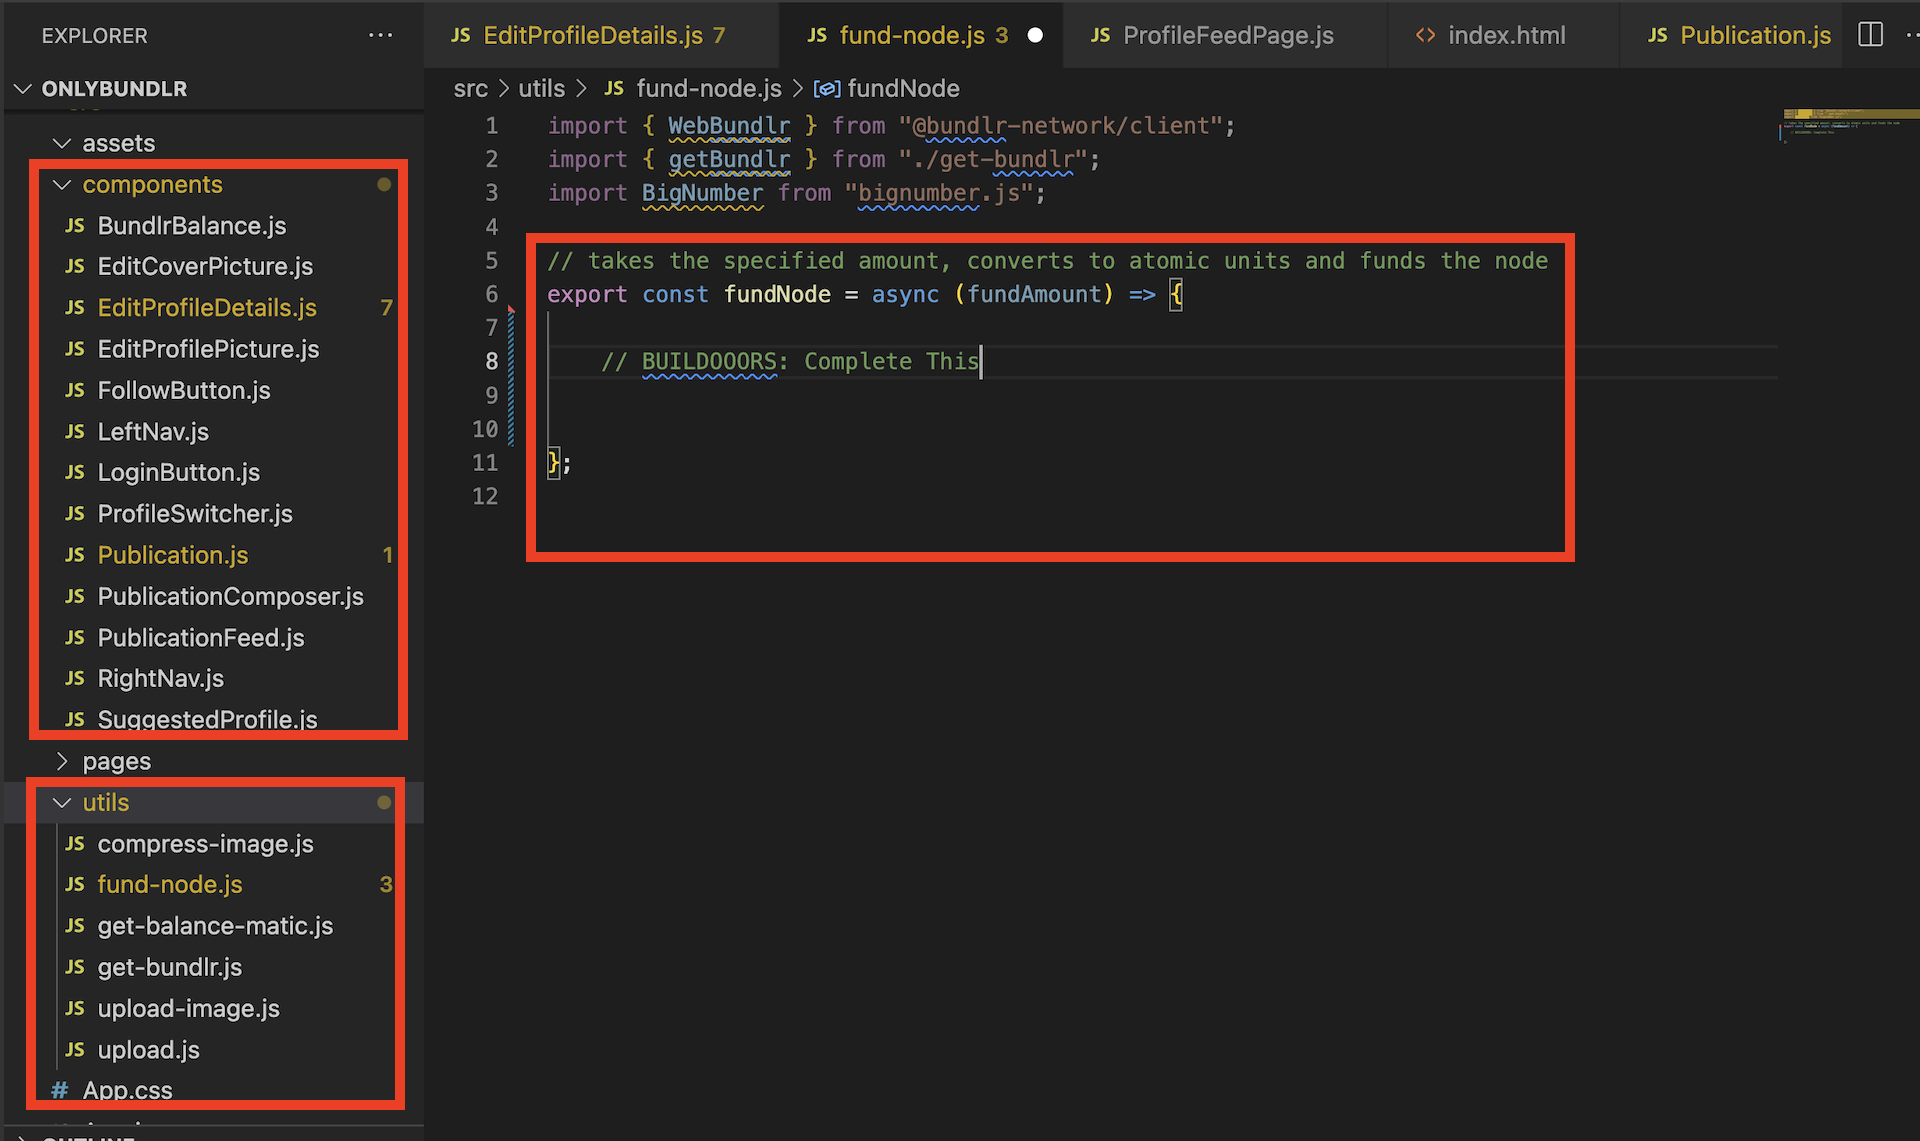 EXPLORER
ONLYBUNDLR
assets
components
JS BundlrBalance.js
JS EditCoverPicture.js
JS EditProfileDetails.js 7
JS EditProfilePicture.js
JS FollowButton.js
JS LeftNav.js
JS LoginButton.js
JS ProfileSwitcher.js
JS Publication.js 1
JS PublicationComposer.js
JS PublicationFeed.js
JS RightNav.js
JS SuggestedProfile.js
pages
utils
JS compress-image.js
JS fund-node.js 3
JS get-balance-matic.js
JS get-bundlr.js
JS upload-image.js
JS upload.js
# App.css
OUTLINE
JS EditProfileDetails.js 7
JS fund-node.js 3
JS ProfileFeedPage.js
<> index.html
JS Publication.js
src > utils > JS fund-node.js > fundNode
1 import { WebBundlr } from "@bundlr-network/client";
2 import { getBundlr } from "./get-bundlr";
3 import BigNumber from "bignumber.js";
4
5 // takes the specified amount, converts to atomic units and funds the node
6 export const fundNode = async (fundAmount) => {
7
8 // BUILDOOORS: Complete This
9
10
11 };
12